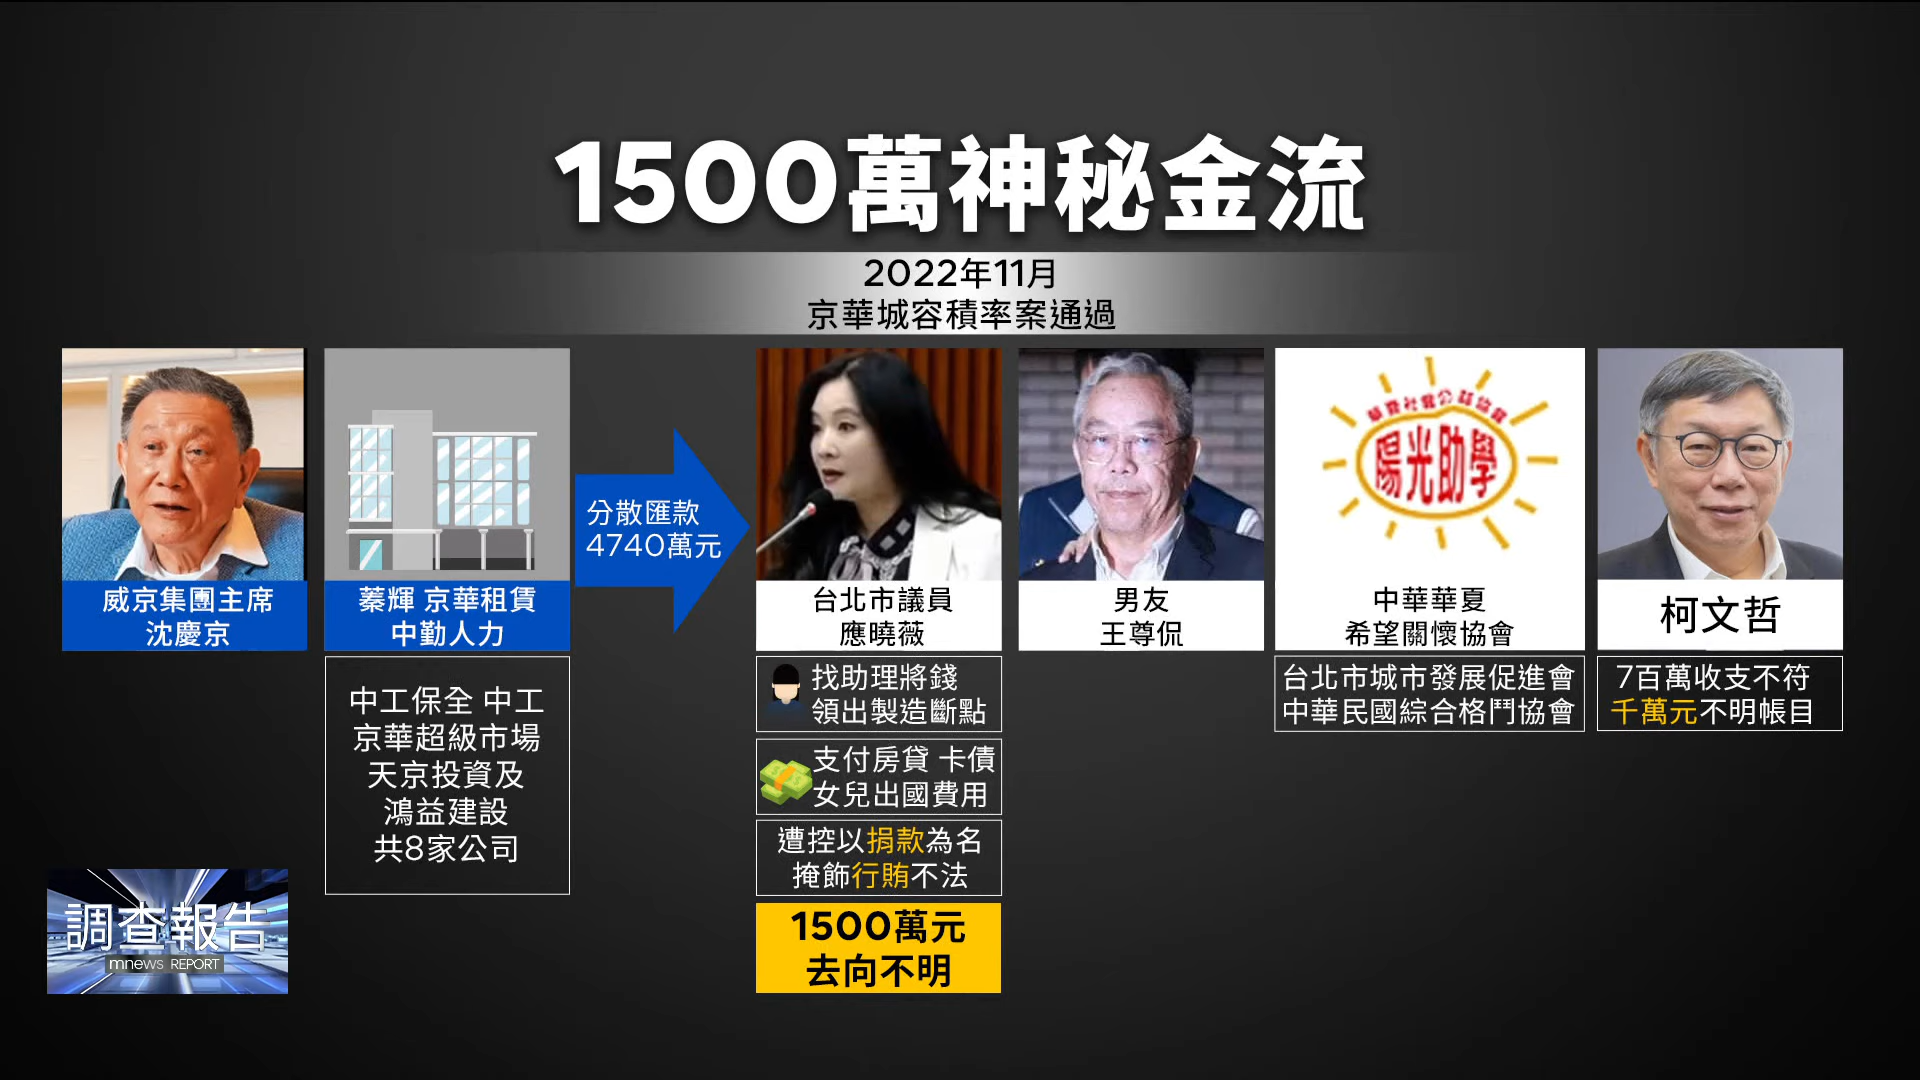 1500萬神秘金流
2022年11月
京華城容積率案通過
威京集團主席
沈慶京
蓁輝 京華租賃
中勤人力
中工保全 中工
京華超級市場
天京投資及
鴻益建設
共8家公司
分散匯款
4740萬元
台北市議員
應曉薇
找助理將錢
領出製造斷點
支付房貸 卡債
女兒出國費用
遭控以捐款為名
掩飾行賄不法
1500萬元
去向不明
男友
王尊侃
華夏社會公益協會
陽光助學
中華華夏
希望關懷協會
台北市城市發展促進會
中華民國綜合格鬥協會
柯文哲
7百萬收支不符
千萬元不明帳目
調查報告
mnews REPORT